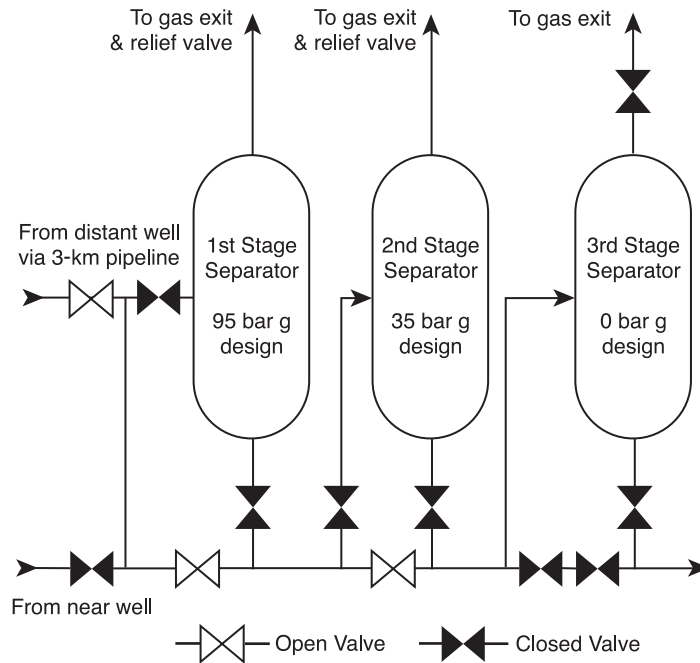 To gas exit
& relief valve
To gas exit
& relief valve
To gas exit
From distant well
via 3-km pipeline
1st Stage
Separator
95 bar g
design
2nd Stage
Separator
35 bar g
design
3rd Stage
Separator
0 bar g
design
From near well
Open Valve
Closed Valve